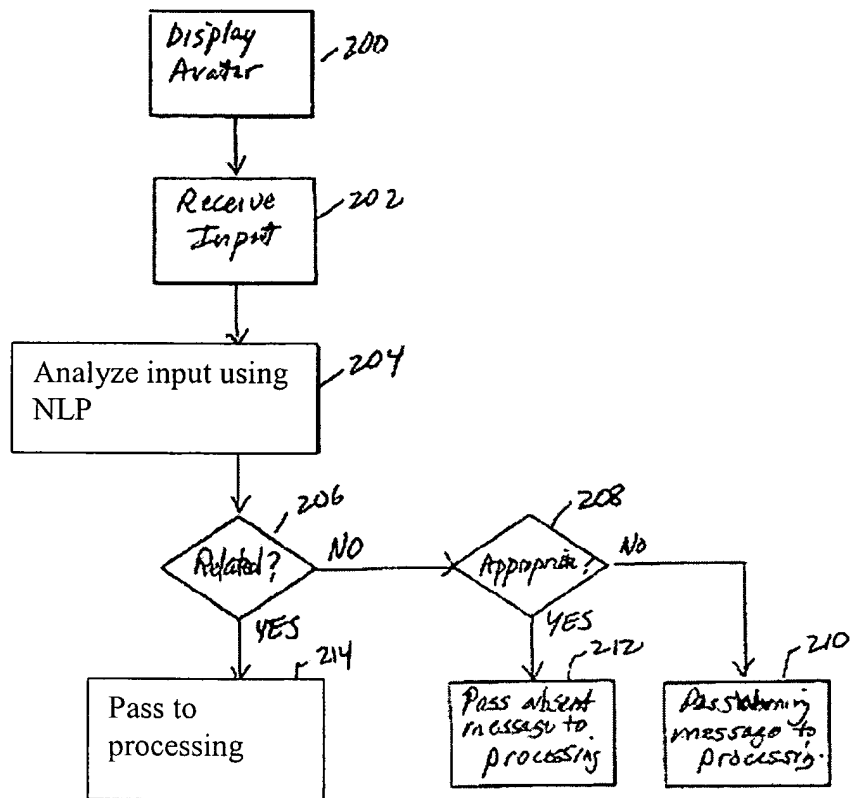 Display
Avatar
200
Receive
Input
202
Analyze input using
NLP
204
Related?
206
NO
YES
Appropriate?
208
No
YES
Pass to
processing
214
Pass absent
message to
processing
212
Pass
message to
processing
210